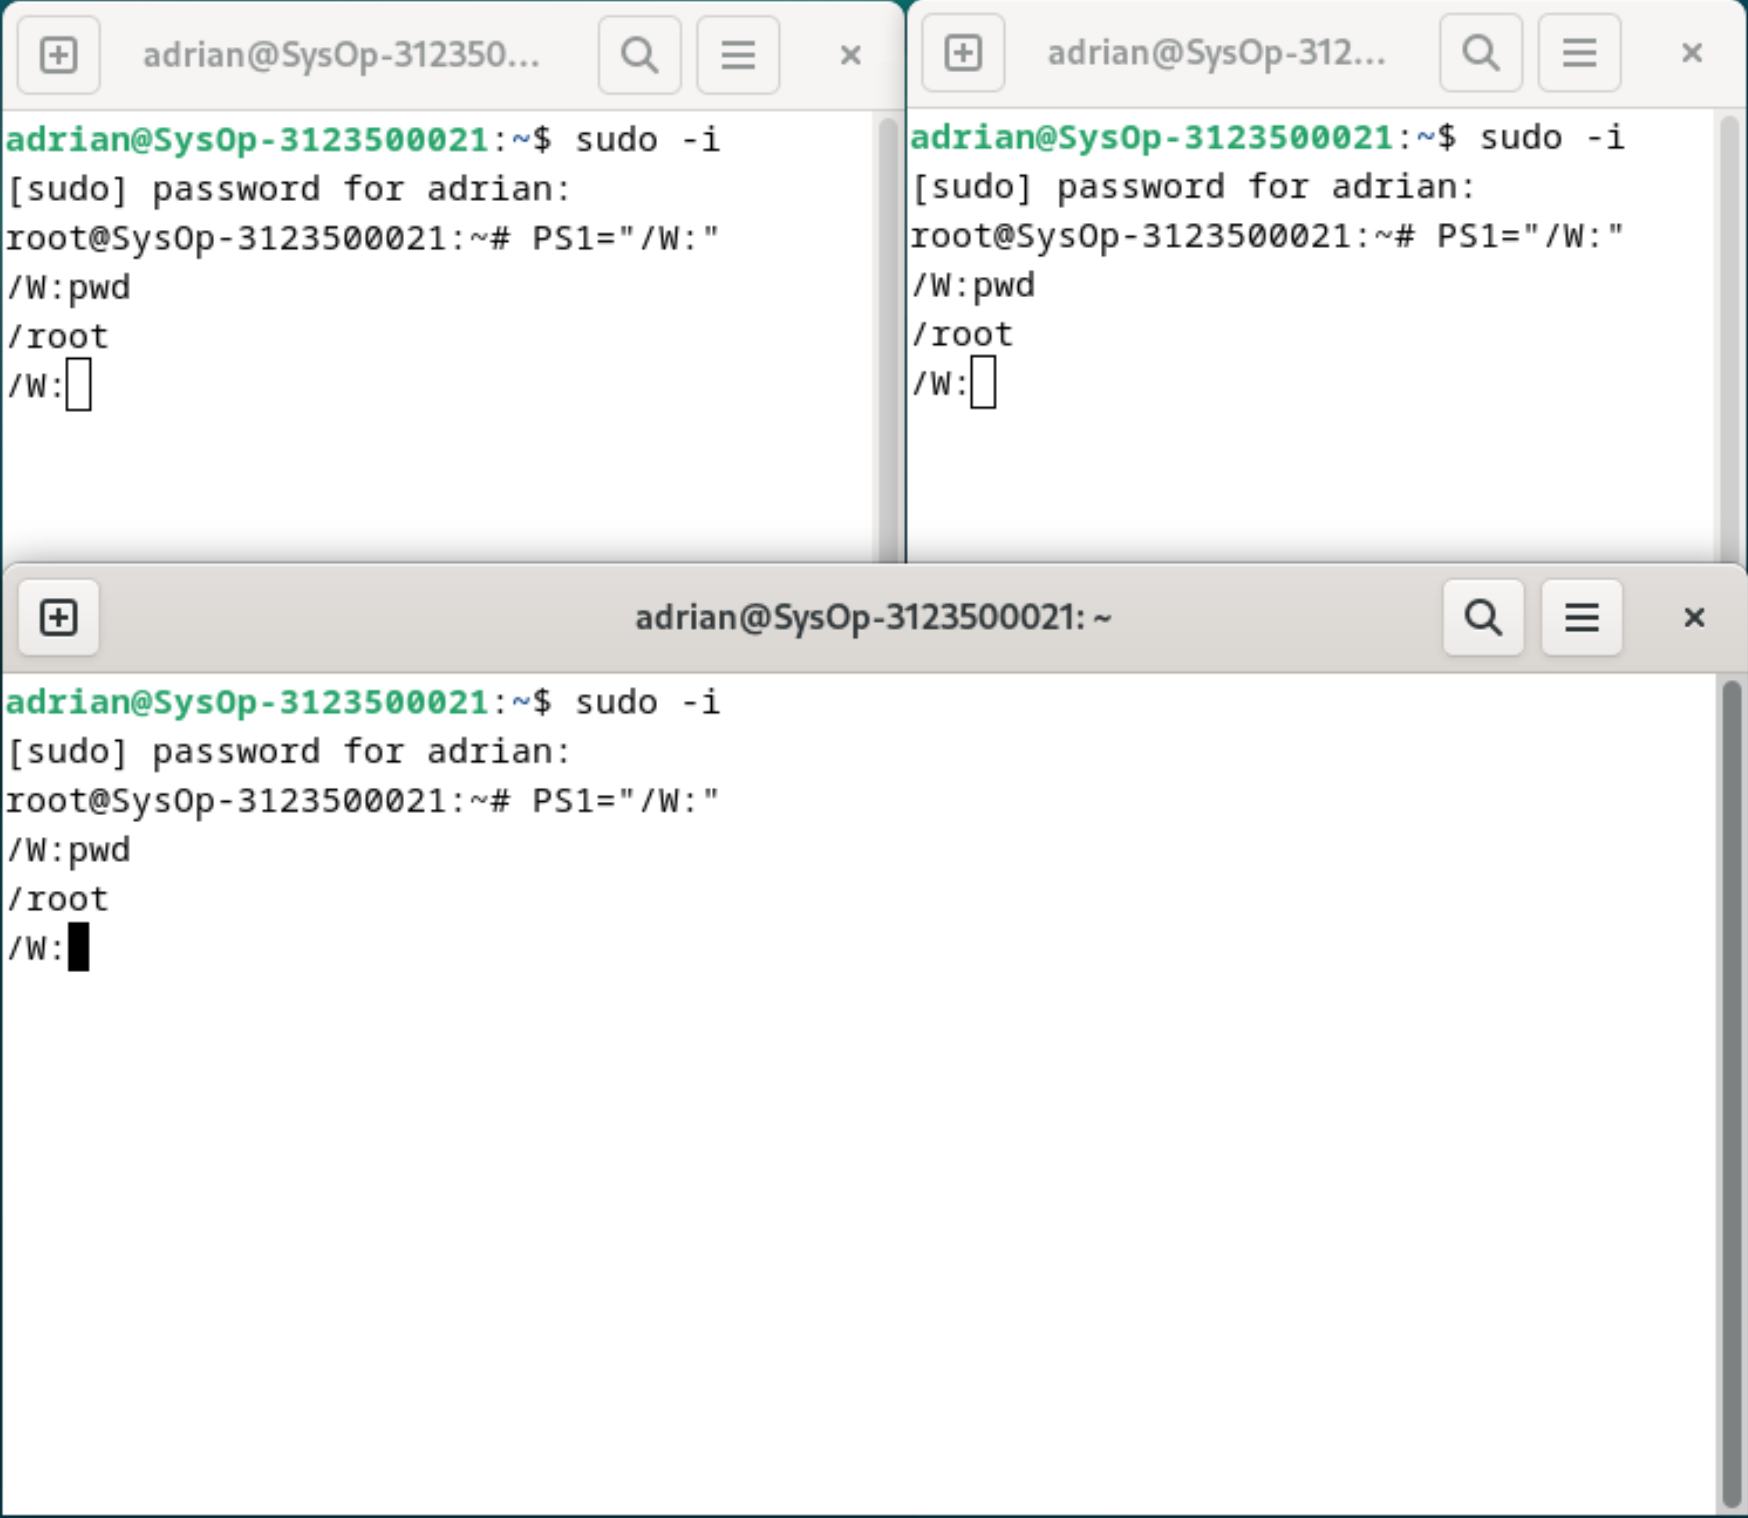 adrian@SysOp-312350...
adrian@SysOp-3123500021:~$ sudo -i
[sudo] password for adrian:
root@SysOp-3123500021:~# PS1="/W:"
/W:pwd
/root
/W:
adrian@SysOp-312...
adrian@SysOp-3123500021:~$ sudo -i
[sudo] password for adrian:
root@SysOp-3123500021:~# PS1="/W:"
/W:pwd
/root
/W:
adrian@SysOp-3123500021: ~
adrian@SysOp-3123500021:~$ sudo -i
[sudo] password for adrian:
root@SysOp-3123500021:~# PS1="/W:"
/W:pwd
/root
/W: